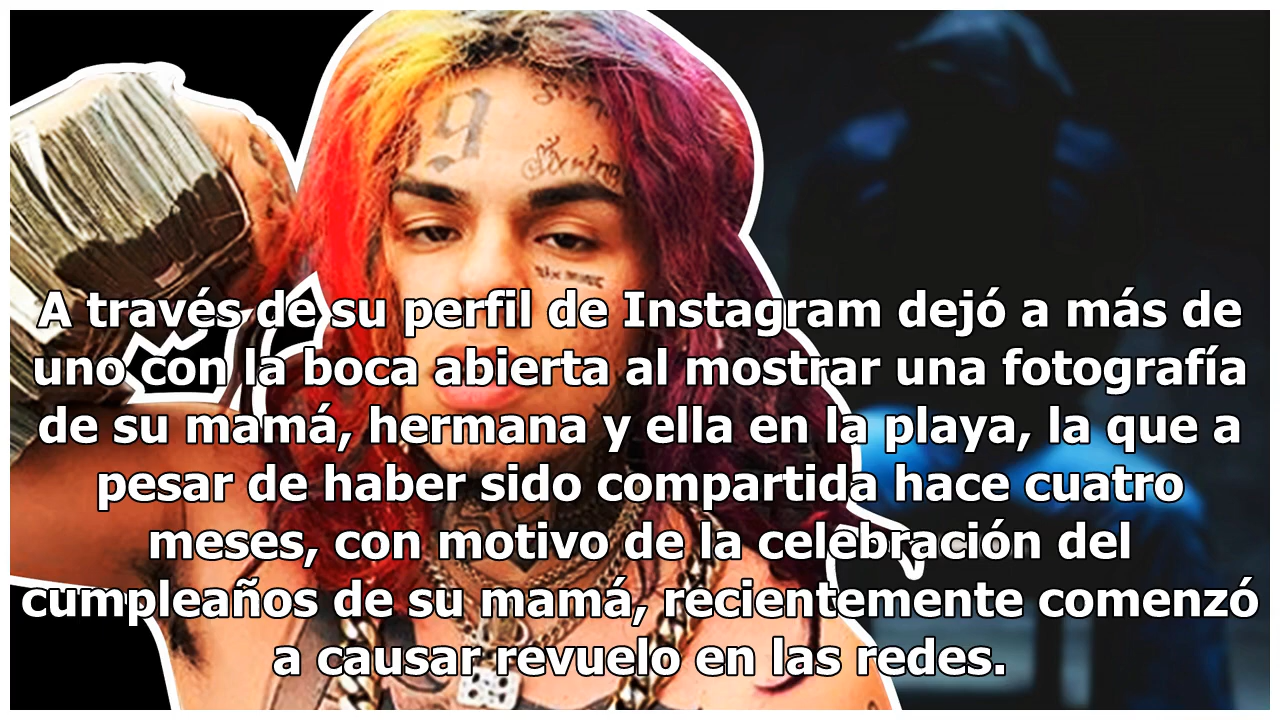 A través de su perfil de Instagram dejó a más de
uno con la boca abierta al mostrar una fotografía
de su mamá, hermana y ella en la playa, la que a
pesar de haber sido compartida hace cuatro
meses, con motivo de la celebración del
cumpleaños de su mamá, recientemente comenzó
a causar revuelo en las redes.